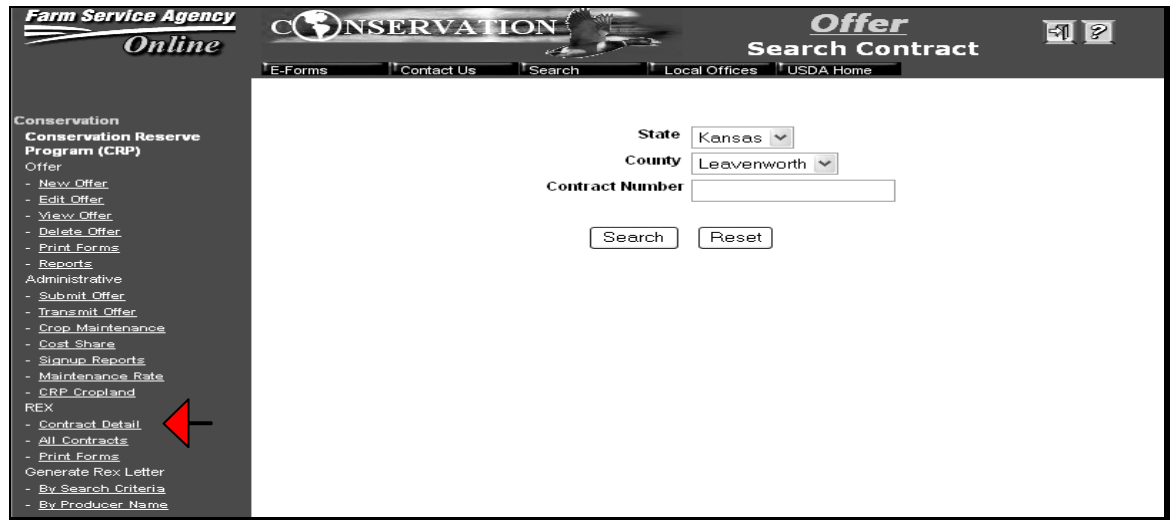 Farm Service Agency
Online
CONSERVATION
Offer
Search Contract
E-Forms Contact Us Search Local Offices USDA Home
Conservation
Conservation Reserve
Program (CRP)
Offer
- New Offer
- Edit Offer
- View Offer
- Delete Offer
- Print Forms
- Reports
Administrative
- Submit Offer
- Transmit Offer
- Crop Maintenance
- Cost Share
- Signup Reports
- Maintenance Rate
- CRP Cropland
REX
- Contract Detail
- All Contracts
- Print Forms
Generate Rex Letter
- By Search Criteria
- By Producer Name
State Kansas
County Leavenworth
Contract Number
Search Reset